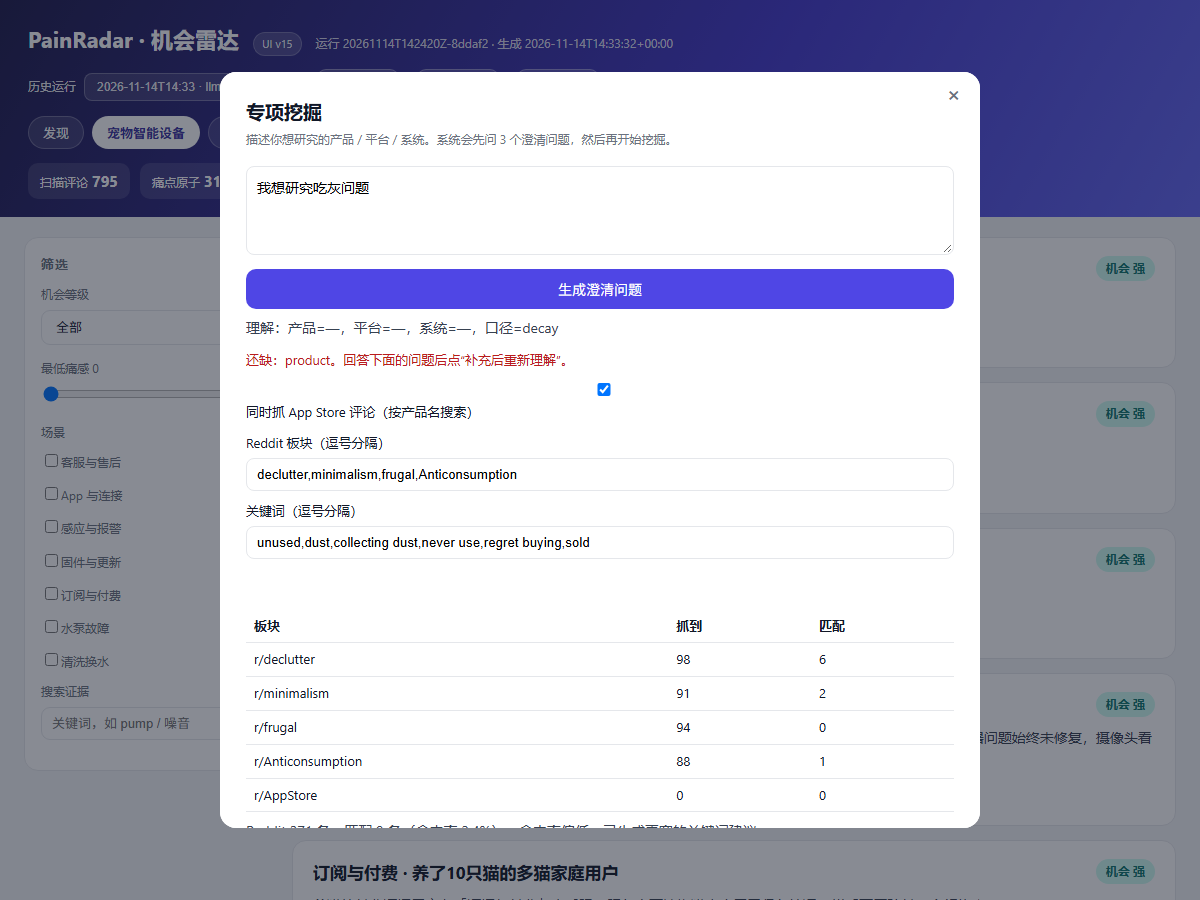 PainRadar · 机会雷达 UI v15 运行 20261114T142420Z-8ddaf2 · 生成 2026-11-14T14:33:32+00:00
历史运行 2026-11-14T14:33 ·
发现 宠物智能设备
扫描评论 795 痛点原子 31
×
专项挖掘
描述你想研究的产品 / 平台 / 系统。系统会先问 3 个澄清问题，然后再开始挖掘。
我想研究吃灰问题
生成澄清问题
理解：产品=—，平台=—，系统=—，口径=decay
还缺：product。回答下面的问题后点“补充后重新理解”。
同时抓 App Store 评论（按产品名搜索）
Reddit 板块（逗号分隔）
declutter,minimalism,frugal,Anticonsumption
关键词（逗号分隔）
unused,dust,collecting dust,never use,regret buying,sold
板块 抓到 匹配
r/declutter 98 6
r/minimalism 91 2
r/frugal 94 0
r/Anticonsumption 88 1
r/AppStore 0 0
筛选
机会等级
全部
最低痛感 0
场景
客服与售后
App 与连接
感应与报警
固件与更新
订阅与付费
水泵故障
清洗换水
搜索证据
关键词，如 pump / 噪音
机会 强
机会 强
机会 强
机会 强
问题始终未修复，摄像头看
订阅与付费 · 养了10只猫的多猫家庭用户 机会 强